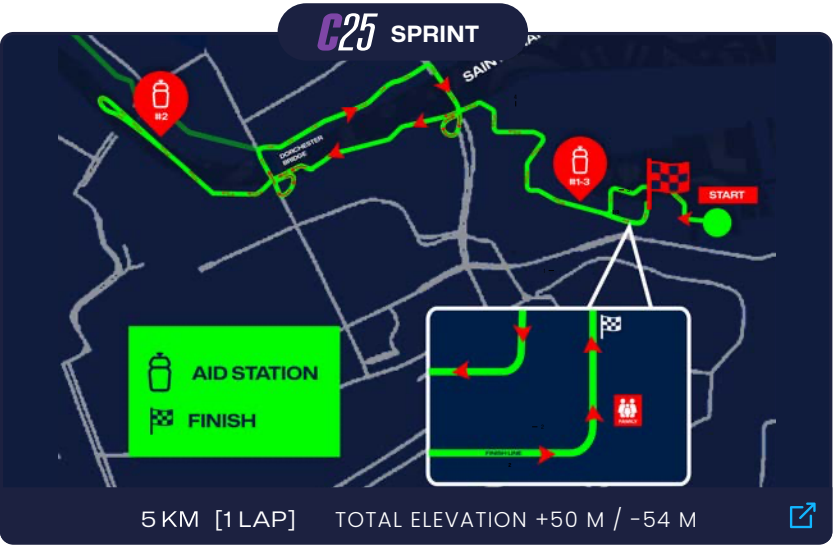 C25 SPRINT
#2
DORCHESTER
BRIDGE
#1-3
START
AID STATION
FINISH
FAMILY
FINISH LINE
5 KM [1 LAP] TOTAL ELEVATION +50 M / -54 M